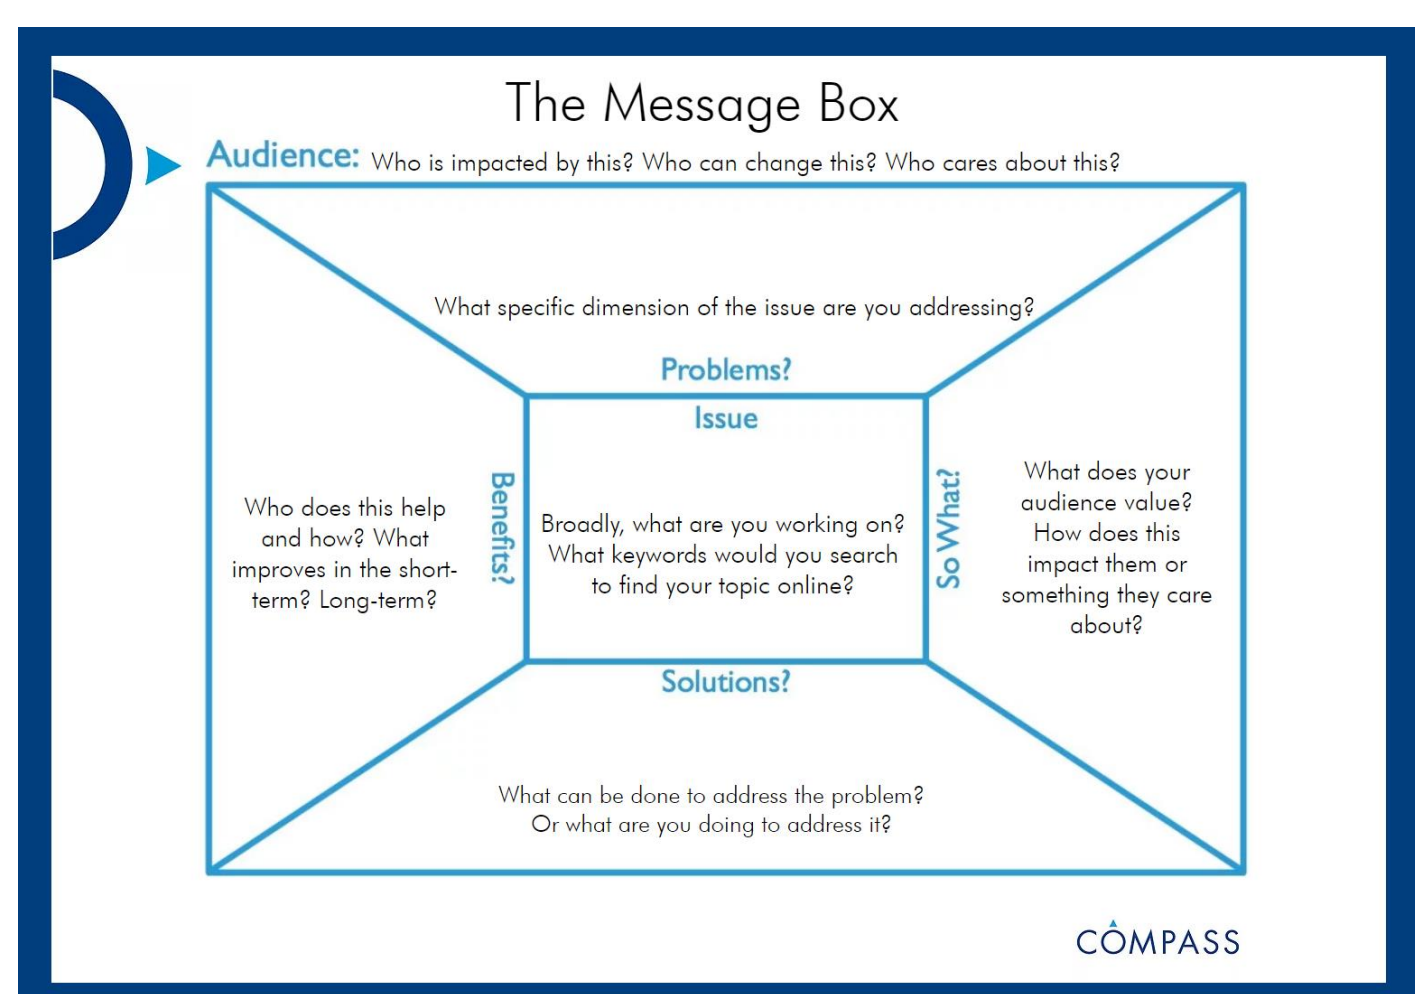 The Message Box
Audience: Who is impacted by this? Who can change this? Who cares about this?
What specific dimension of the issue are you addressing?
Problems?
Issue
Broadly, what are you working on?
What keywords would you search
to find your topic online?
Benefits?
Who does this help
and how? What
improves in the short-
term? Long-term?
So What?
What does your
audience value?
How does this
impact them or
something they care
about?
Solutions?
What can be done to address the problem?
Or what are you doing to address it?
COMPASS